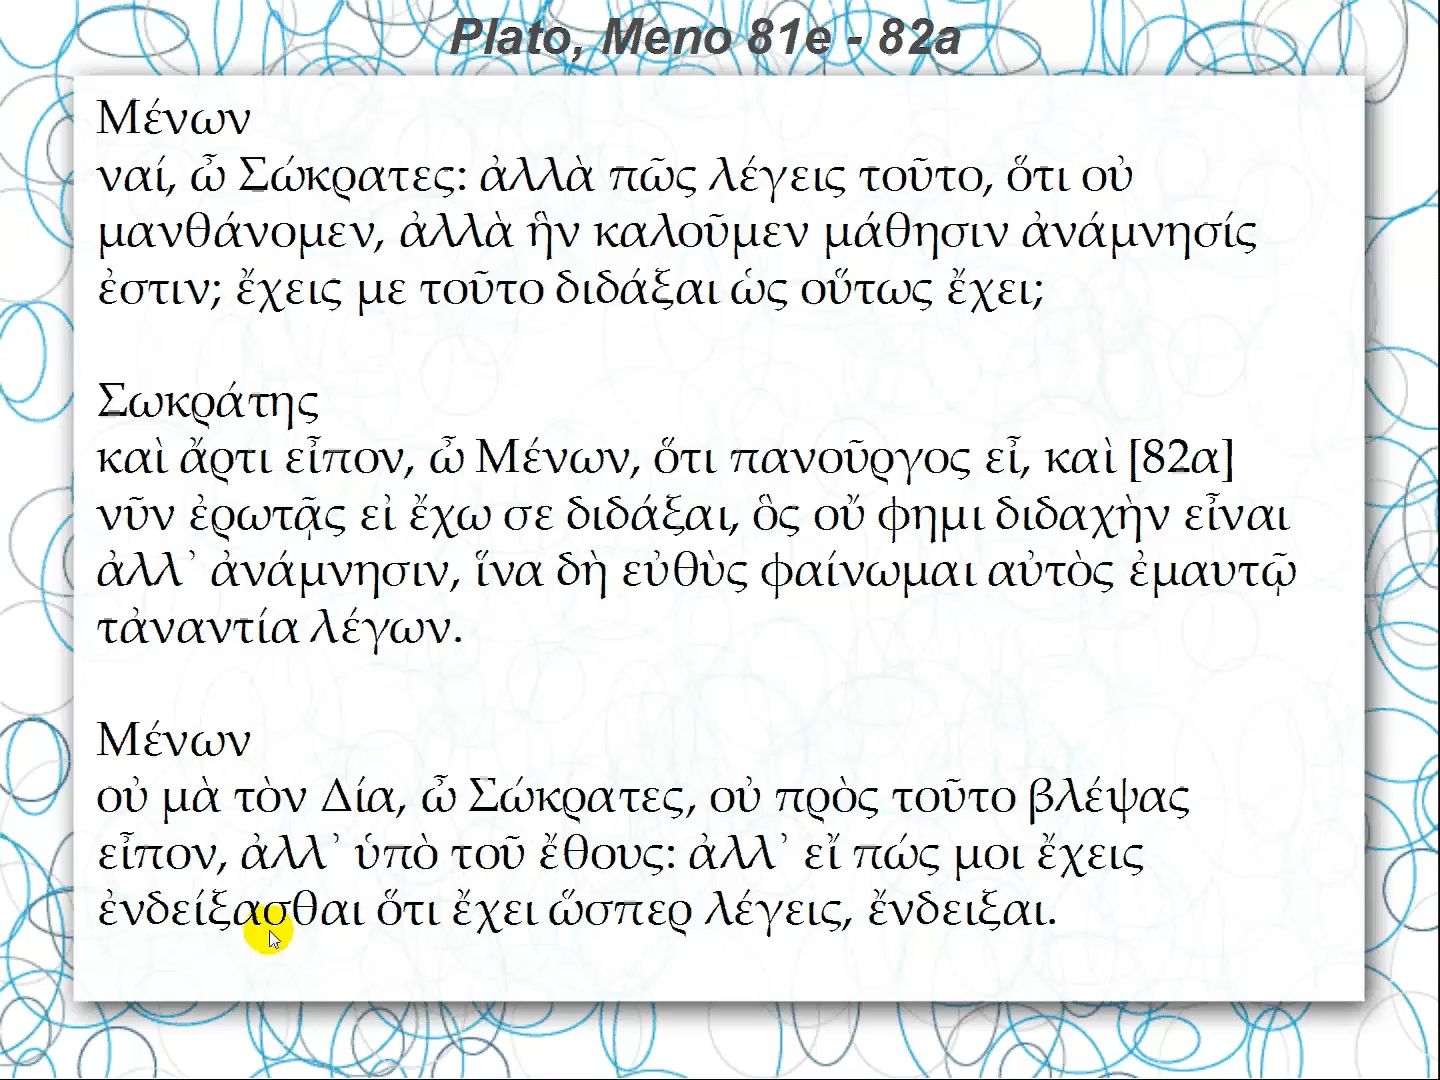 Plato, Meno 81e - 82a
Μένων
ναί, ὦ Σώκρατες: ἀλλὰ πῶς λέγεις τοῦτο, ὅτι οὐ
μανθάνομεν, ἀλλὰ ἣν καλοῦμεν μάθησιν ἀνάμνησίς
ἐστιν; ἔχεις με τοῦτο διδάξαι ὡς οὕτως ἔχει;
Σωκράτης
καὶ ἄρτι εἶπον, ὦ Μένων, ὅτι πανοῦργος εἶ, καὶ [82α]
νῦν ἐρωτᾷς εἰ ἔχω σε διδάξαι, ὃς οὔ φημι διδαχὴν εἶναι
ἀλλ᾽ ἀνάμνησιν, ἵνα δὴ εὐθὺς φαίνωμαι αὐτὸς ἐμαυτῷ
τἀναντία λέγων.
Μένων
οὐ μὰ τὸν Δία, ὦ Σώκρατες, οὐ πρὸς τοῦτο βλέψας
εἶπον, ἀλλ᾽ ὑπὸ τοῦ ἔθους: ἀλλ᾽ εἴ πώς μοι ἔχεις
ἐνδείξασθαι ὅτι ἔχει ὥσπερ λέγεις, ἔνδειξαι.